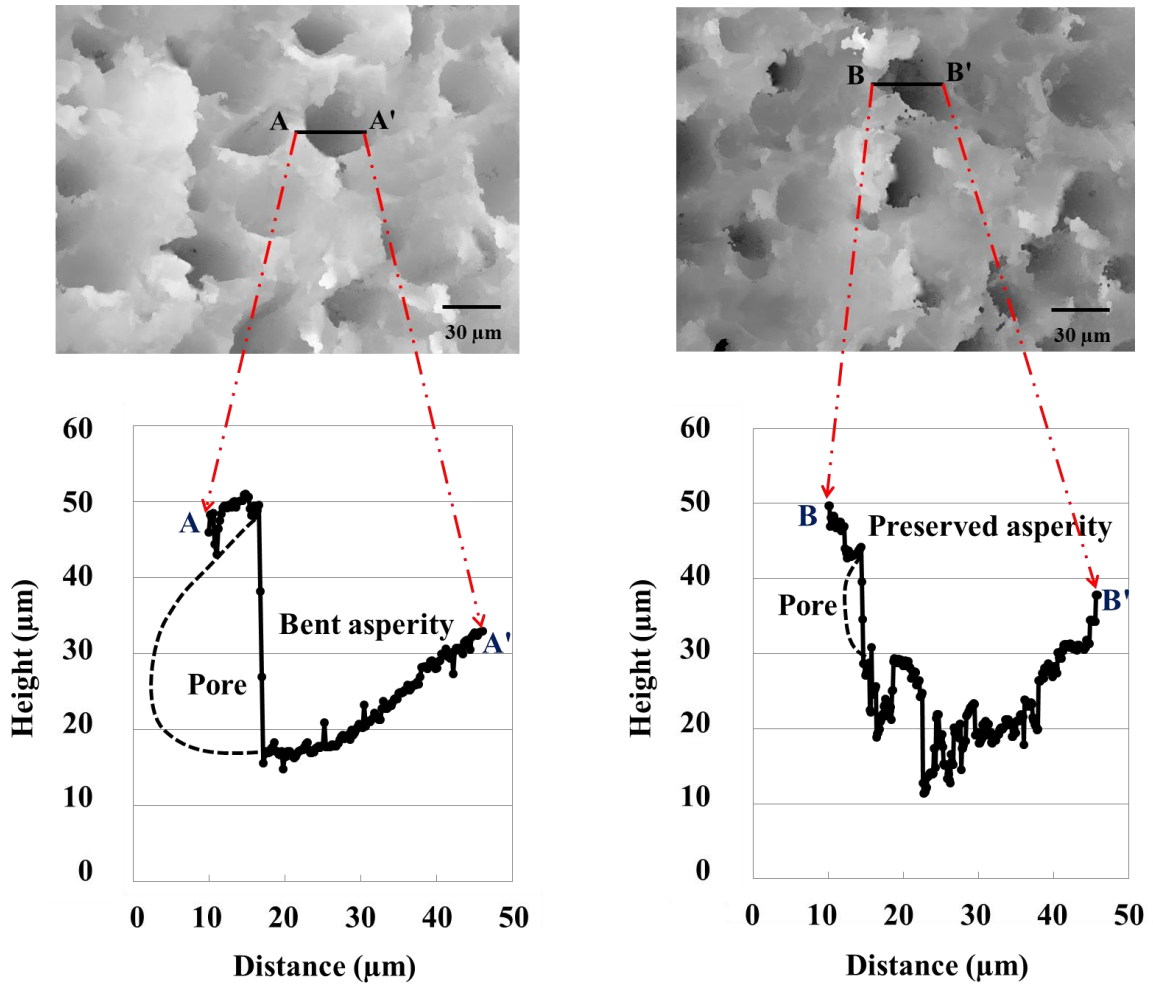 A A'
30 µm
B B'
30 µm
60
50
40
30
20
10
0
0 10 20 30 40 50
Height (µm)
Distance (µm)
A
Bent asperity
A'
Pore
60
50
40
30
20
10
0
0 10 20 30 40 50
Height (µm)
Distance (µm)
B
Preserved asperity
Pore
B'